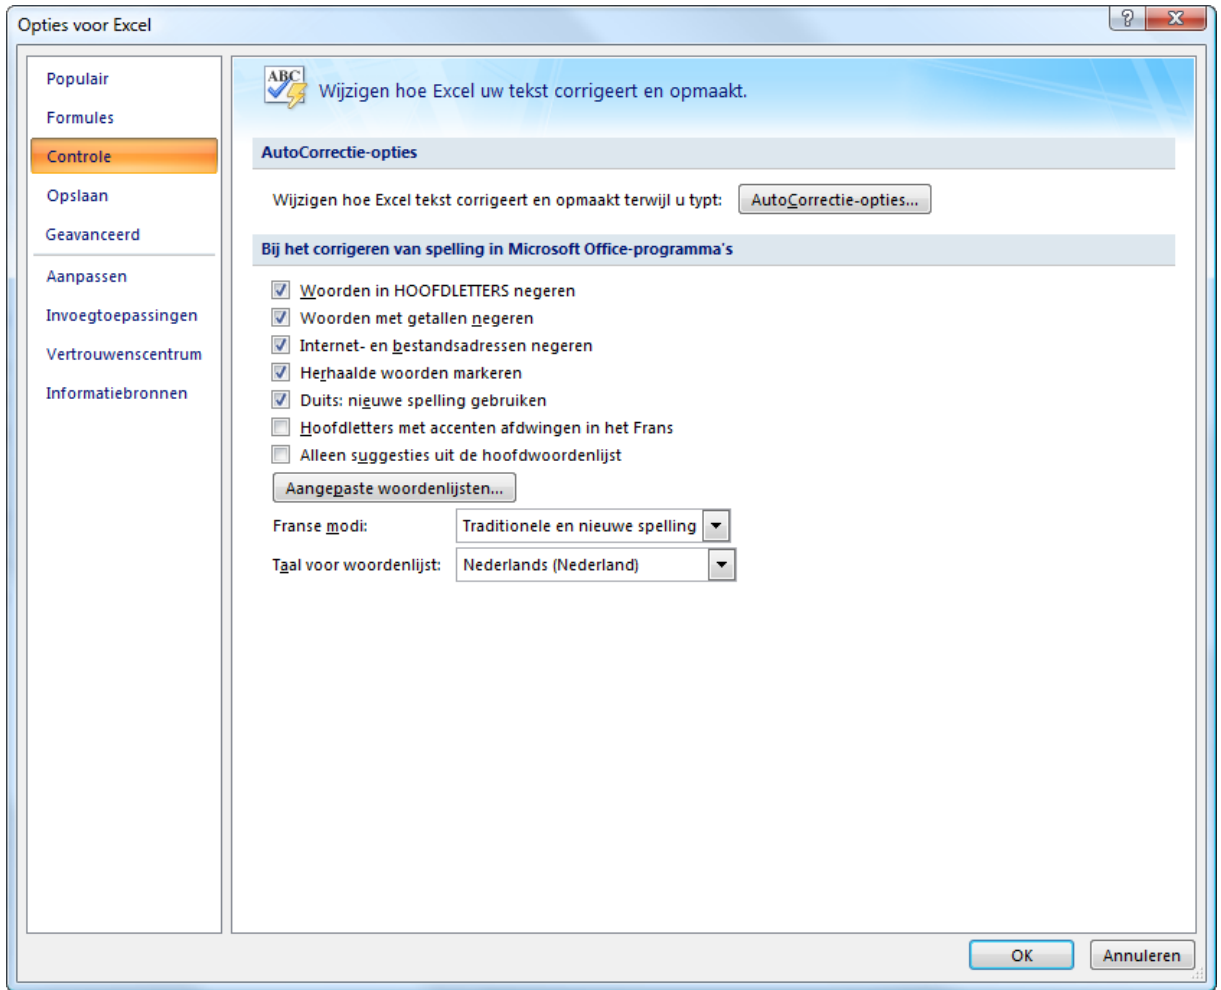 Opties voor Excel
Populair
Formules
Controle
Opslaan
Geavanceerd
Aanpassen
Invoegtoepassingen
Vertrouwenscentrum
Informatiebronnen
ABC
Wijzigen hoe Excel uw tekst corrigeert en opmaakt.
AutoCorrectie-opties
Wijzigen hoe Excel tekst corrigeert en opmaakt terwijl u typt: AutoCorrectie-opties...
Bij het corrigeren van spelling in Microsoft Office-programma's
Woorden in HOOFDLETTERS negeren
Woorden met getallen negeren
Internet- en bestandsadressen negeren
Herhaalde woorden markeren
Duits: nieuwe spelling gebruiken
Hoofdletters met accenten afdwingen in het Frans
Alleen suggesties uit de hoofdwoordenlijst
Aangepaste woordenlijsten...
Franse modi: Traditionele en nieuwe spelling
Taal voor woordenlijst: Nederlands (Nederland)
OK Annuleren